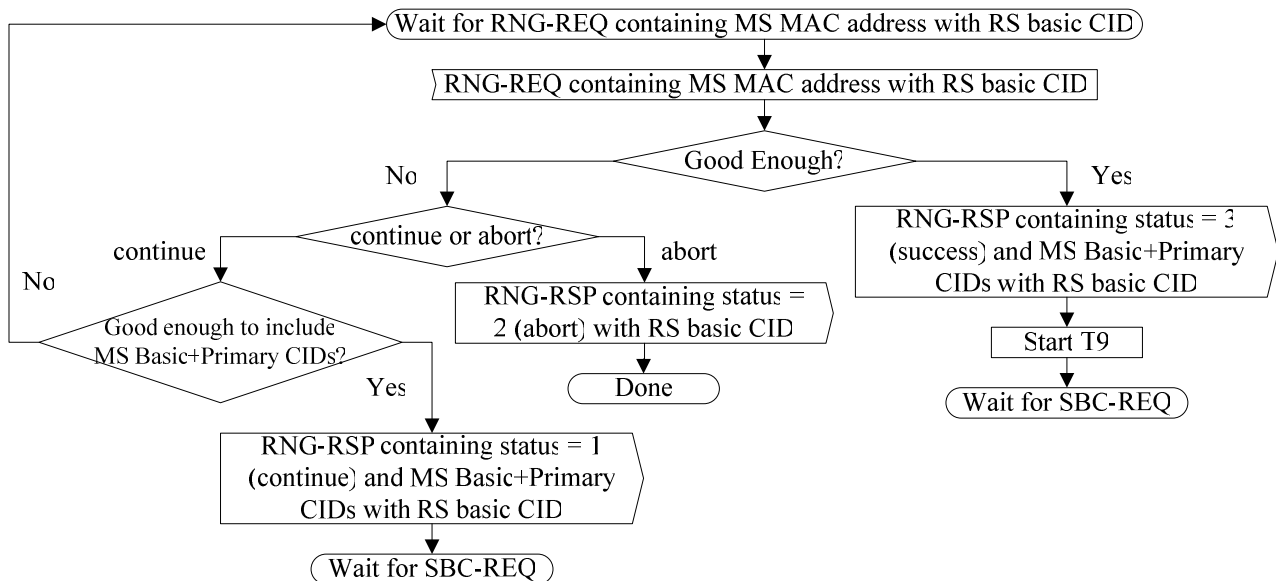 Wait for RNG-REQ containing MS MAC address with RS basic CID
RNG-REQ containing MS MAC address with RS basic CID
Good Enough?
No
Yes
continue or abort?
RNG-RSP containing status = 3
(success) and MS Basic+Primary
CIDs with RS basic CID
continue
abort
No
RNG-RSP containing status =
2 (abort) with RS basic CID
Good enough to include
MS Basic+Primary CIDs?
Start T9
Yes
Done
Wait for SBC-REQ
RNG-RSP containing status = 1
(continue) and MS Basic+Primary
CIDs with RS basic CID
Wait for SBC-REQ